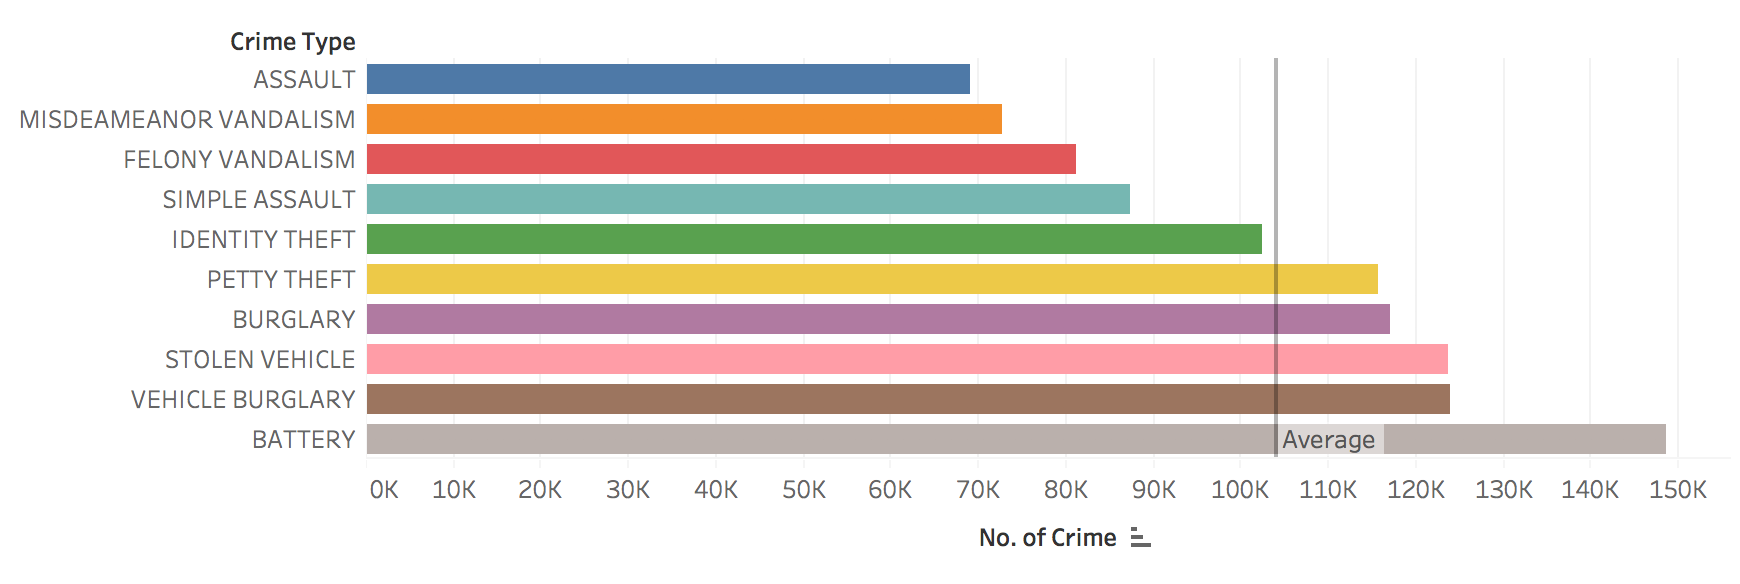 Crime Type
ASSAULT
MISDEAMEANOR VANDALISM
FELONY VANDALISM
SIMPLE ASSAULT
IDENTITY THEFT
PETTY THEFT
BURGLARY
STOLEN VEHICLE
VEHICLE BURGLARY
BATTERY
Average
0K 10K 20K 30K 40K 50K 60K 70K 80K 90K 100K 110K 120K 130K 140K 150K
No. of Crime